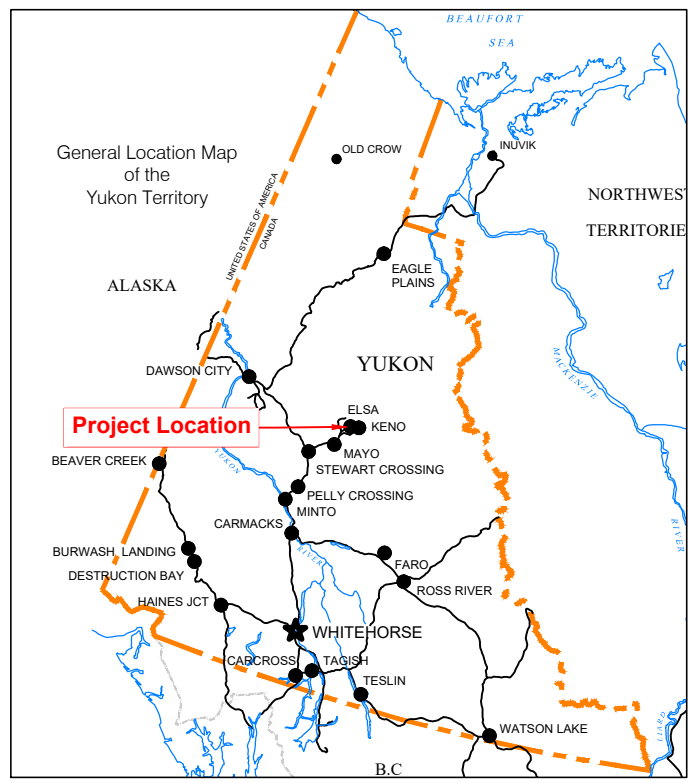 BEAUFORT
SEA
General Location Map
of the
Yukon Territory
OLD CROW
INUVIK
UNITED STATES OF AMERICA
CANADA
NORTHWEST
TERRITORIE
EAGLE
PLAINS
ALASKA
DAWSON CITY
YUKON
MACKENZIE
ELSA
Project Location
KENO
MAYO
BEAVER CREEK
YUKON
STEWART CROSSING
PELLY CROSSING
MINTO
CARMACKS
RIVER
RIVER
BURWASH LANDING
FARO
DESTRUCTION BAY
ROSS RIVER
HAINES JCT
WHITEHORSE
CARCROSS
TAGISH
TESLIN
WATSON LAKE
LIARD
B.C